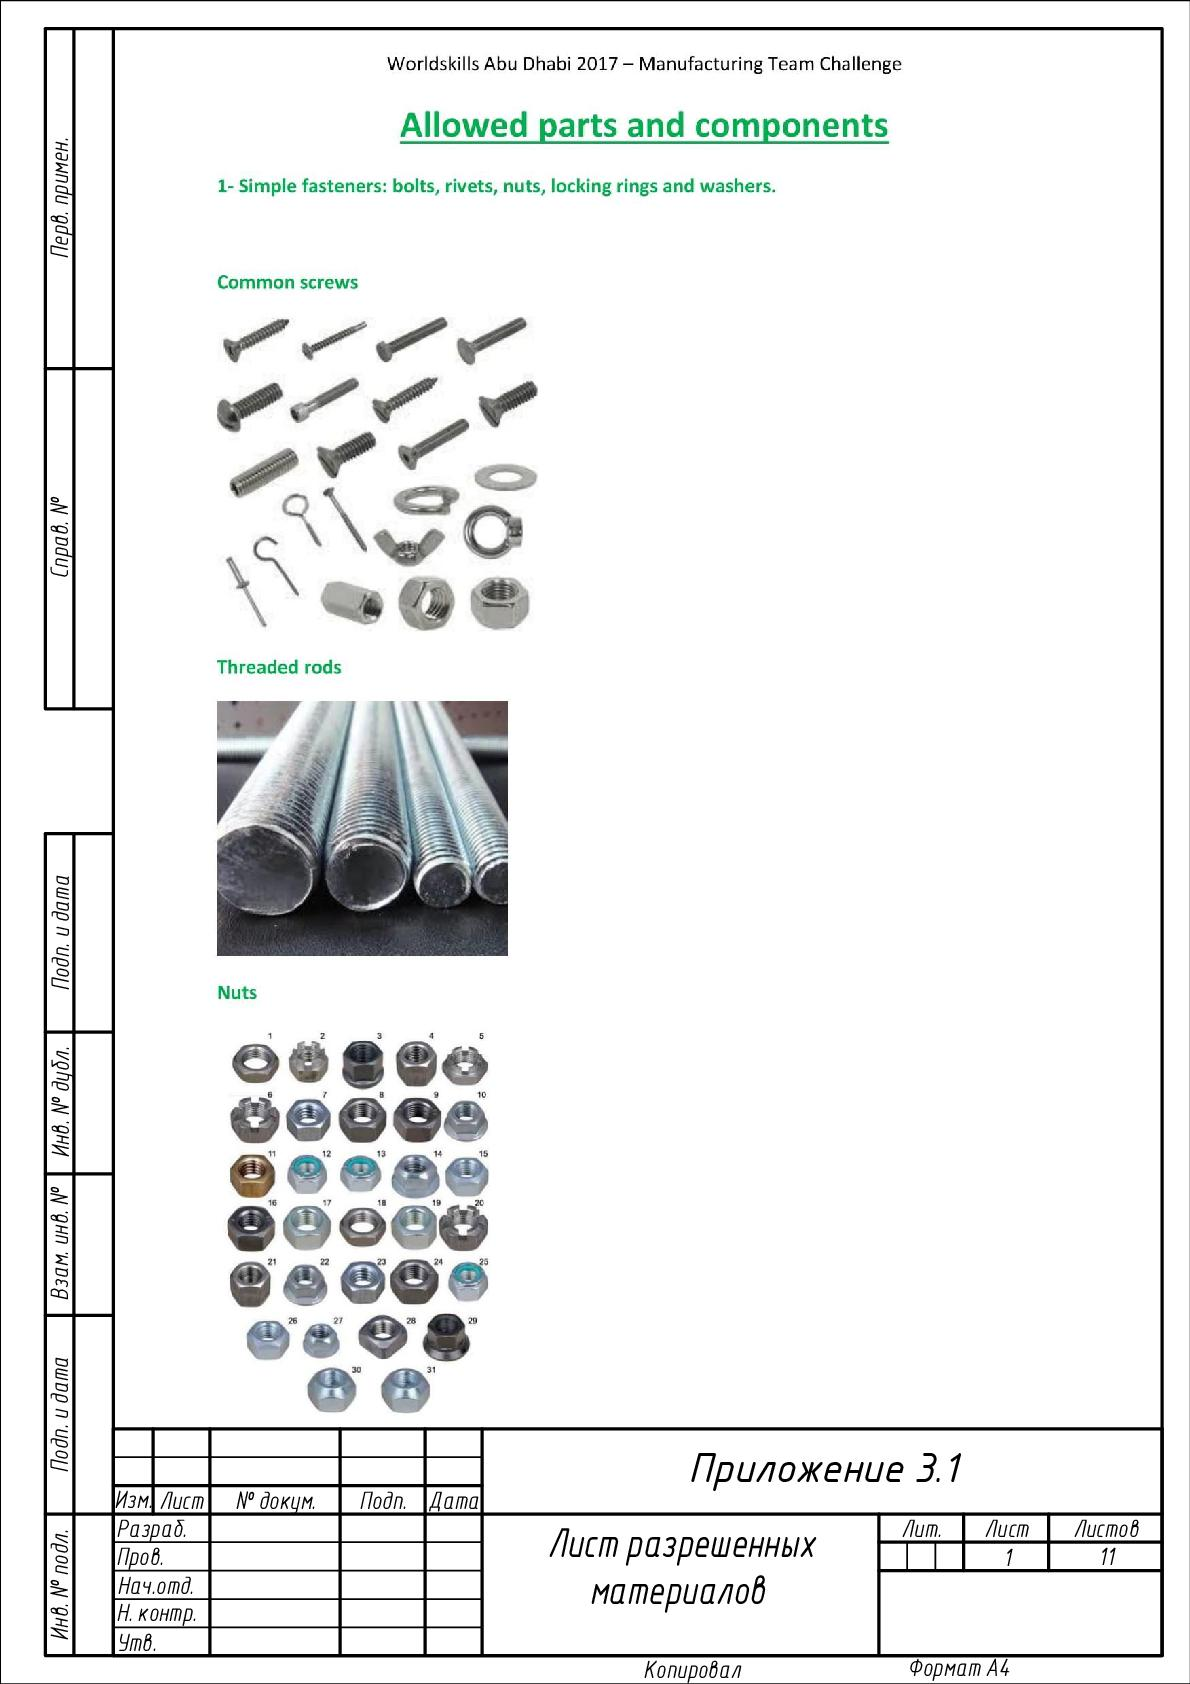 Worldskills Abu Dhabi 2017 – Manufacturing Team Challenge
Allowed parts and components
1- Simple fasteners: bolts, rivets, nuts, locking rings and washers.
Common screws
Threaded rods
Nuts
1 2 3 4 5
6 7 8 9 10
11 12 13 14 15
16 17 18 19 20
21 22 23 24 25
26 27 28 29
30 31
Перв. примен.
Справ. №
Подп. и дата
Инв. № дубл.
Взам. инв. №
Подп. и дата
Инв. № подл.
Приложение 3.1
Изм. Лист № докум. Подп. Дата
Разраб.
Пров.
Нач.отд.
Н. контр.
Утв.
Лист разрешенных
материалов
Лит. Лист Листов
1 11
Копировал Формат А4